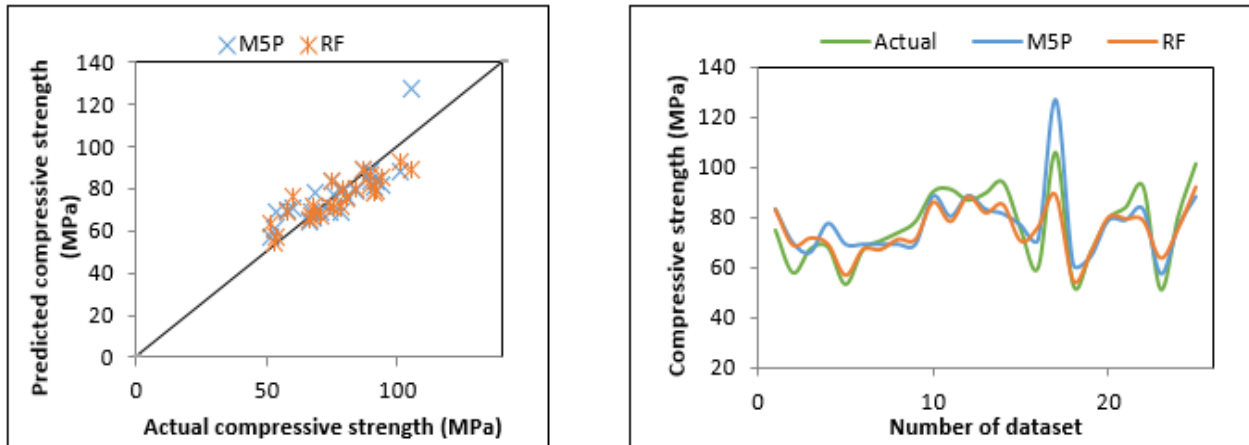 M5P RF
Predicted compressive strength
(MPa)
140
120
100
80
60
40
20
0
0 50 100
Actual compressive strength (MPa)
Actual M5P RF
Compressive strength (MPa)
140
120
100
80
60
40
20
0 10 20
Number of dataset